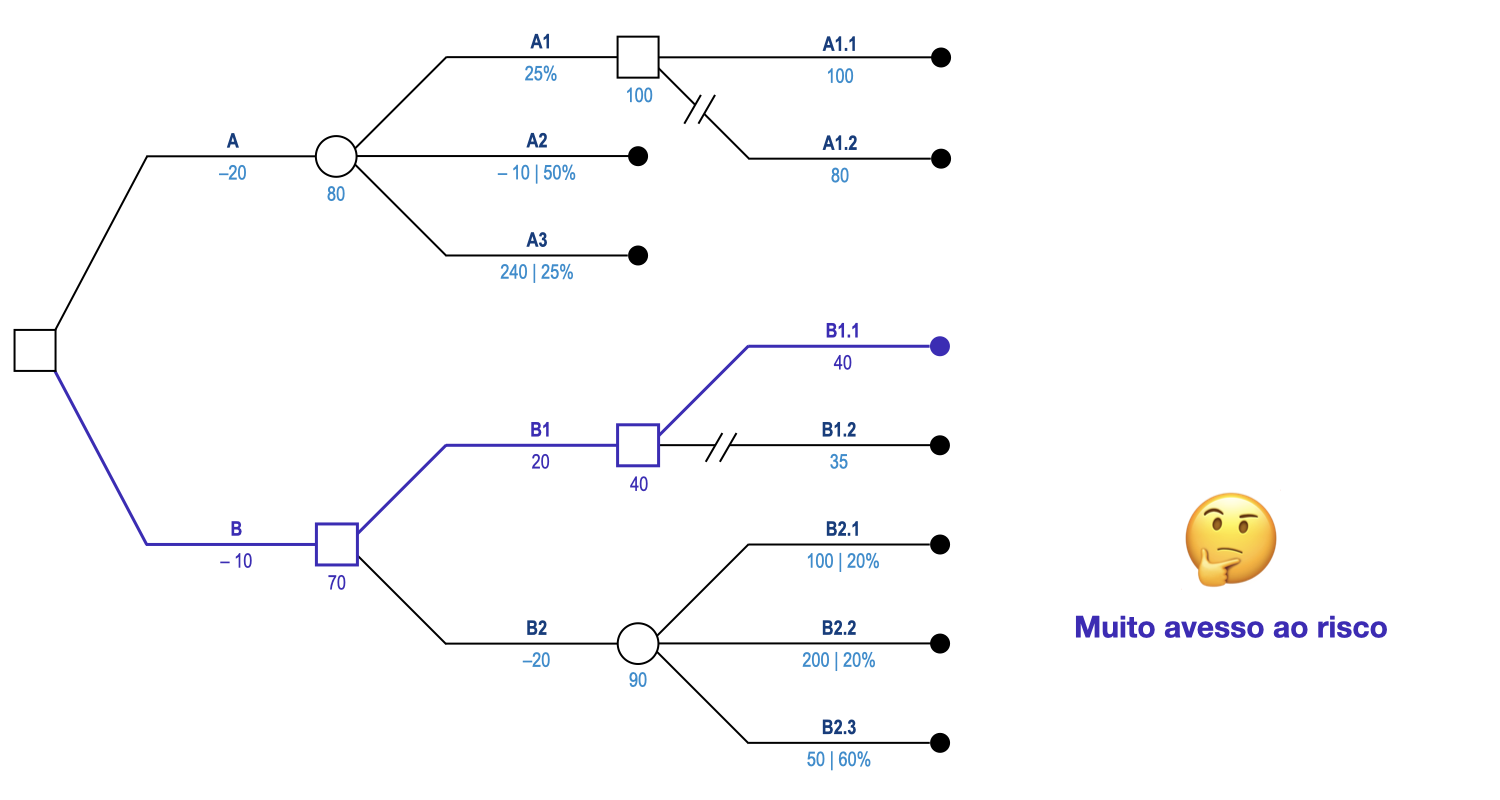 A1
25%
100
A1.1
100
A
–20
80
A2
– 10 | 50%
A1.2
80
A3
240 | 25%
B1.1
40
B1
20
40
B1.2
35
B
– 10
70
B2.1
100 | 20%
B2
–20
90
B2.2
200 | 20%
B2.3
50 | 60%
Muito avesso ao risco